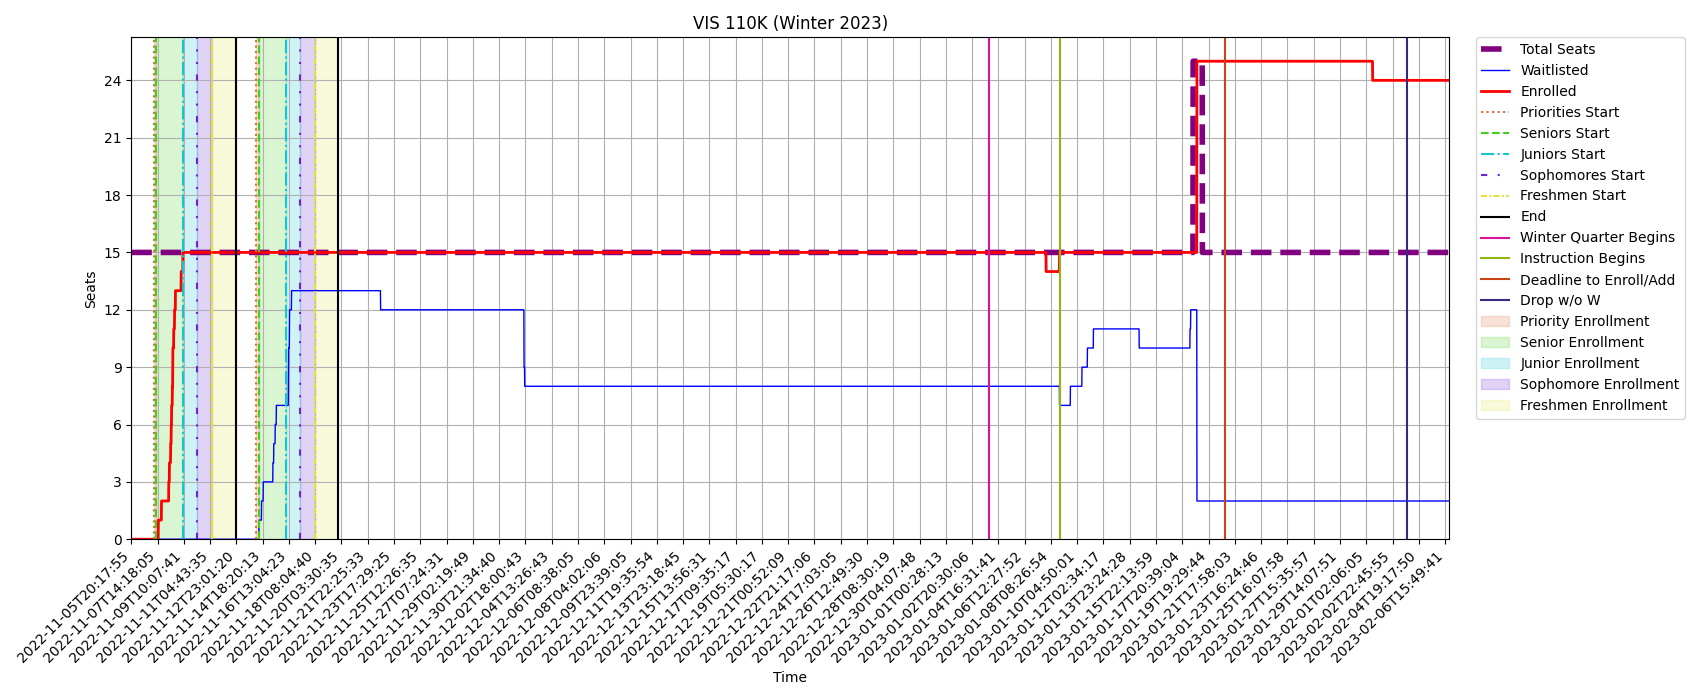 VIS 110K (Winter 2023)
Seats
24
21
18
15
12
9
6
3
0
2022-11-05T20:17:55
2022-11-07T14:18:05
2022-11-09T10:07:41
2022-11-11T04:43:35
2022-11-12T23:01:20
2022-11-14T18:20:13
2022-11-16T13:04:23
2022-11-18T08:04:40
2022-11-20T03:30:35
2022-11-21T22:25:33
2022-11-23T17:29:25
2022-11-25T12:26:35
2022-11-27T07:24:31
2022-11-29T02:19:49
2022-11-30T21:34:40
2022-12-02T18:00:43
2022-12-04T13:26:43
2022-12-06T08:38:05
2022-12-08T04:02:06
2022-12-09T23:39:05
2022-12-11T19:35:54
2022-12-13T23:18:45
2022-12-15T13:56:31
2022-12-17T09:35:17
2022-12-19T05:30:17
2022-12-21T00:52:09
2022-12-22T21:17:06
2022-12-24T17:03:05
2022-12-26T12:49:30
2022-12-28T08:30:19
2022-12-30T04:07:48
2023-01-01T00:28:13
2023-01-02T20:30:06
2023-01-04T16:31:41
2023-01-06T12:27:52
2023-01-08T08:26:54
2023-01-10T04:50:01
2023-01-12T02:34:17
2023-01-13T23:24:28
2023-01-15T22:13:59
2023-01-17T20:39:04
2023-01-19T19:29:44
2023-01-21T17:58:03
2023-01-23T16:24:46
2023-01-25T16:07:58
2023-01-27T15:35:57
2023-01-29T14:07:51
2023-02-01T02:06:05
2023-02-02T22:45:55
2023-02-04T19:17:50
2023-02-06T15:49:41
Time
Total Seats
Waitlisted
Enrolled
Priorities Start
Seniors Start
Juniors Start
Sophomores Start
Freshmen Start
End
Winter Quarter Begins
Instruction Begins
Deadline to Enroll/Add
Drop w/o W
Priority Enrollment
Senior Enrollment
Junior Enrollment
Sophomore Enrollment
Freshmen Enrollment